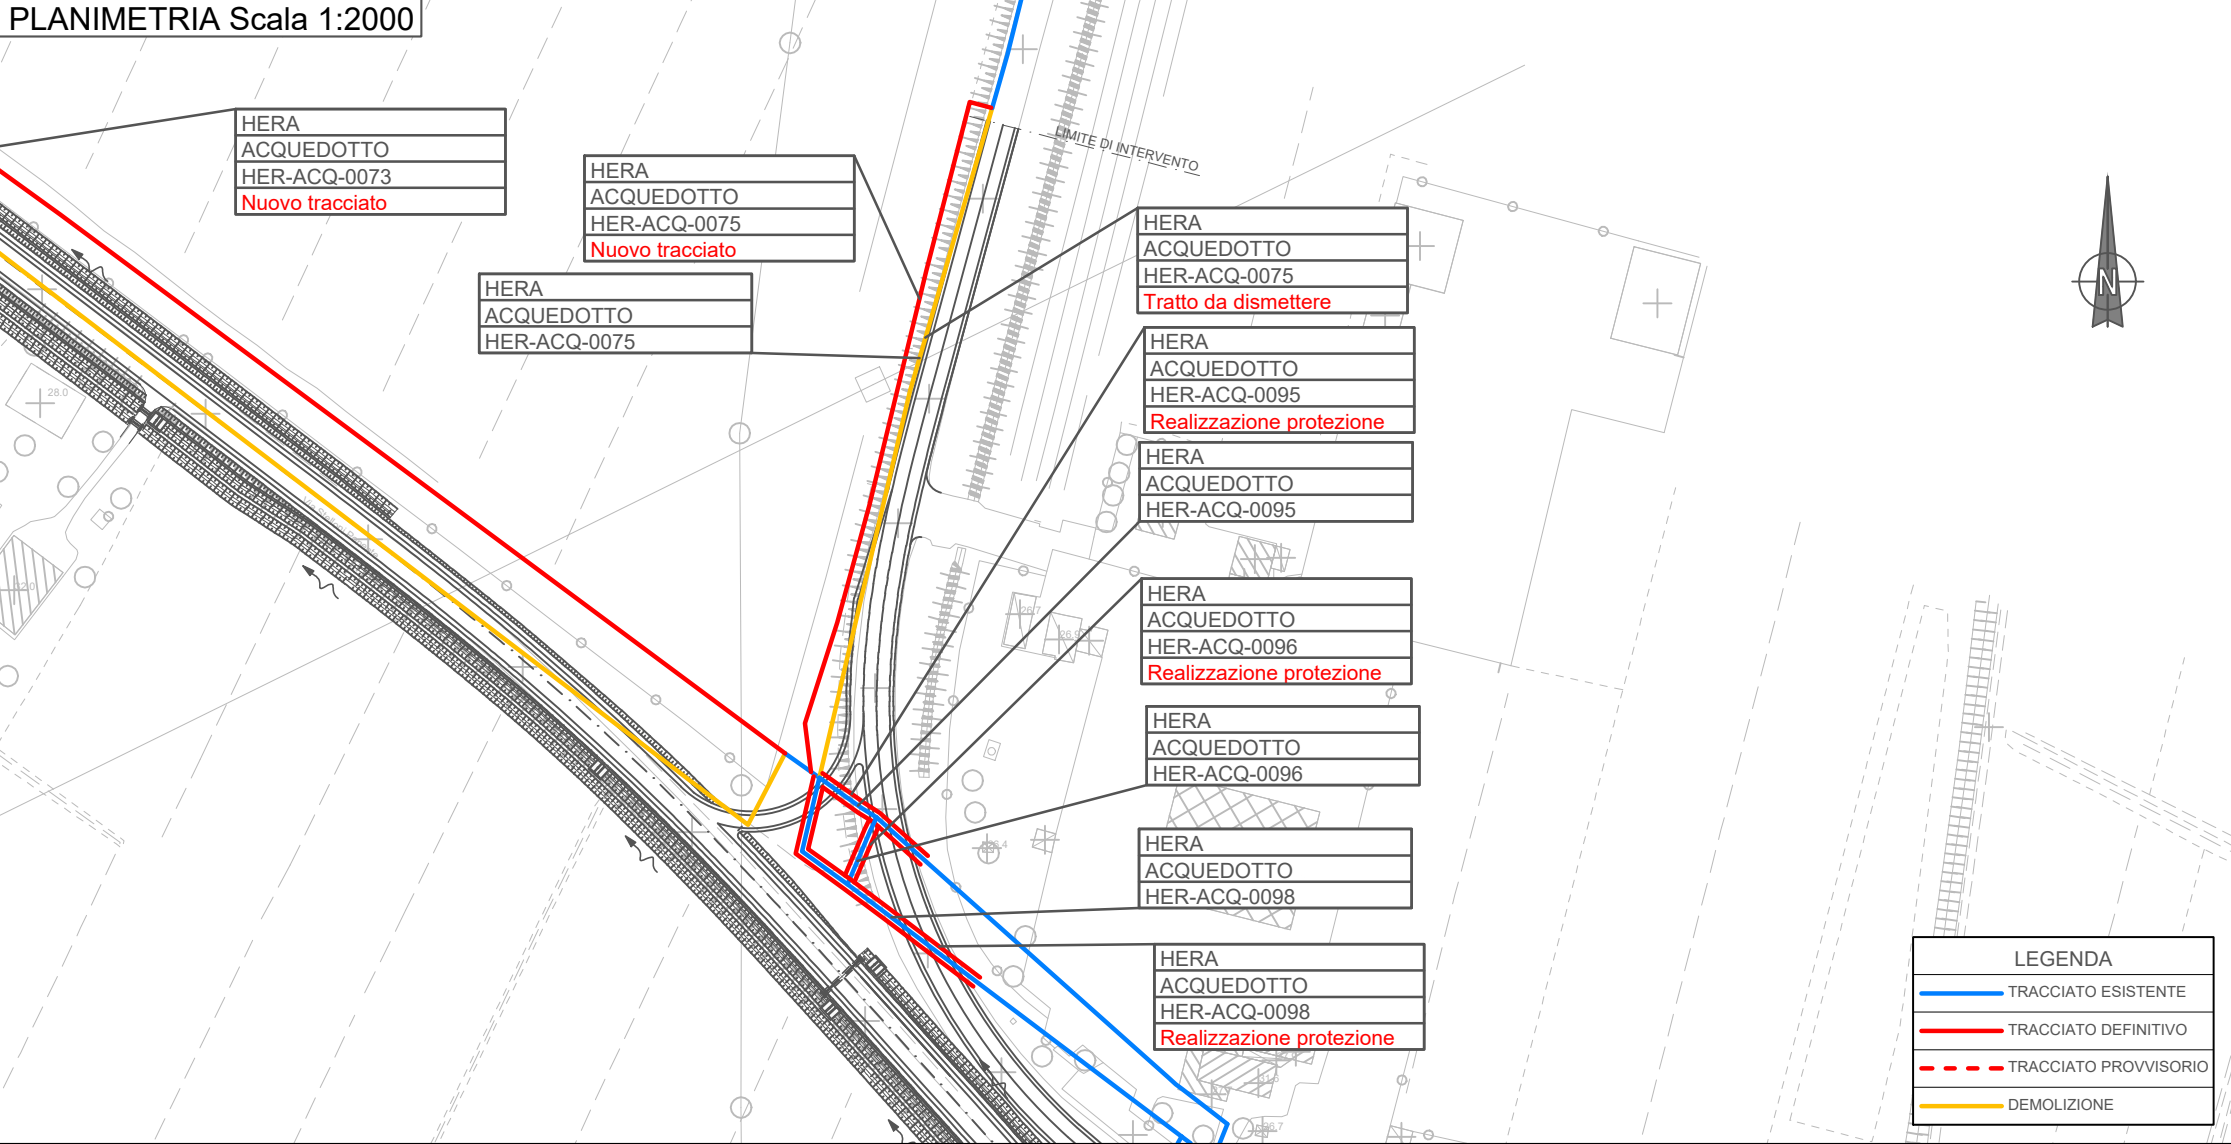 PLANIMETRIA Scala 1:2000
HERA
ACQUEDOTTO
HER-ACQ-0073
Nuovo tracciato
HERA
ACQUEDOTTO
HER-ACQ-0075
Nuovo tracciato
HERA
ACQUEDOTTO
HER-ACQ-0075
LIMITE DI INTERVENTO
HERA
ACQUEDOTTO
HER-ACQ-0075
Tratto da dismettere
HERA
ACQUEDOTTO
HER-ACQ-0095
Realizzazione protezione
HERA
ACQUEDOTTO
HER-ACQ-0095
HERA
ACQUEDOTTO
HER-ACQ-0096
Realizzazione protezione
HERA
ACQUEDOTTO
HER-ACQ-0096
HERA
ACQUEDOTTO
HER-ACQ-0098
HERA
ACQUEDOTTO
HER-ACQ-0098
Realizzazione protezione
N
28.0
26.7
LEGENDA
TRACCIATO ESISTENTE
TRACCIATO DEFINITIVO
TRACCIATO PROVVISORIO
DEMOLIZIONE